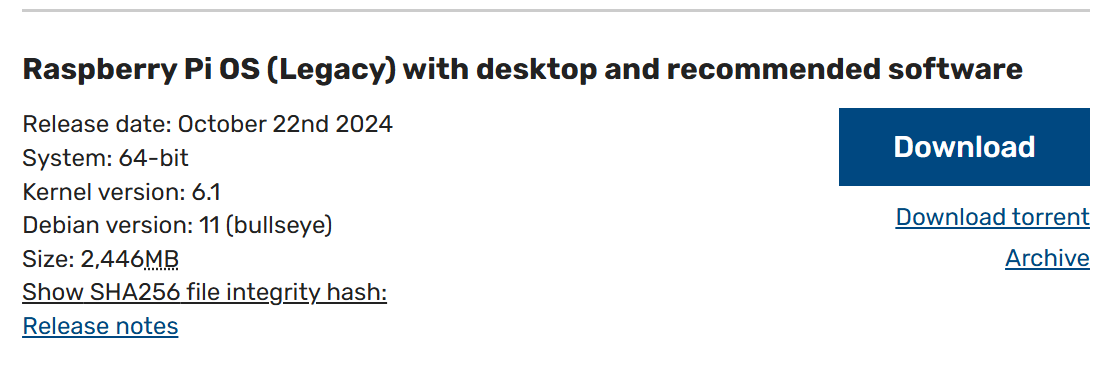 Raspberry Pi OS (Legacy) with desktop and recommended software
Release date: October 22nd 2024
System: 64-bit
Kernel version: 6.1
Debian version: 11 (bullseye)
Size: 2,446MB
Show SHA256 file integrity hash:
Release notes
Download
Download torrent
Archive